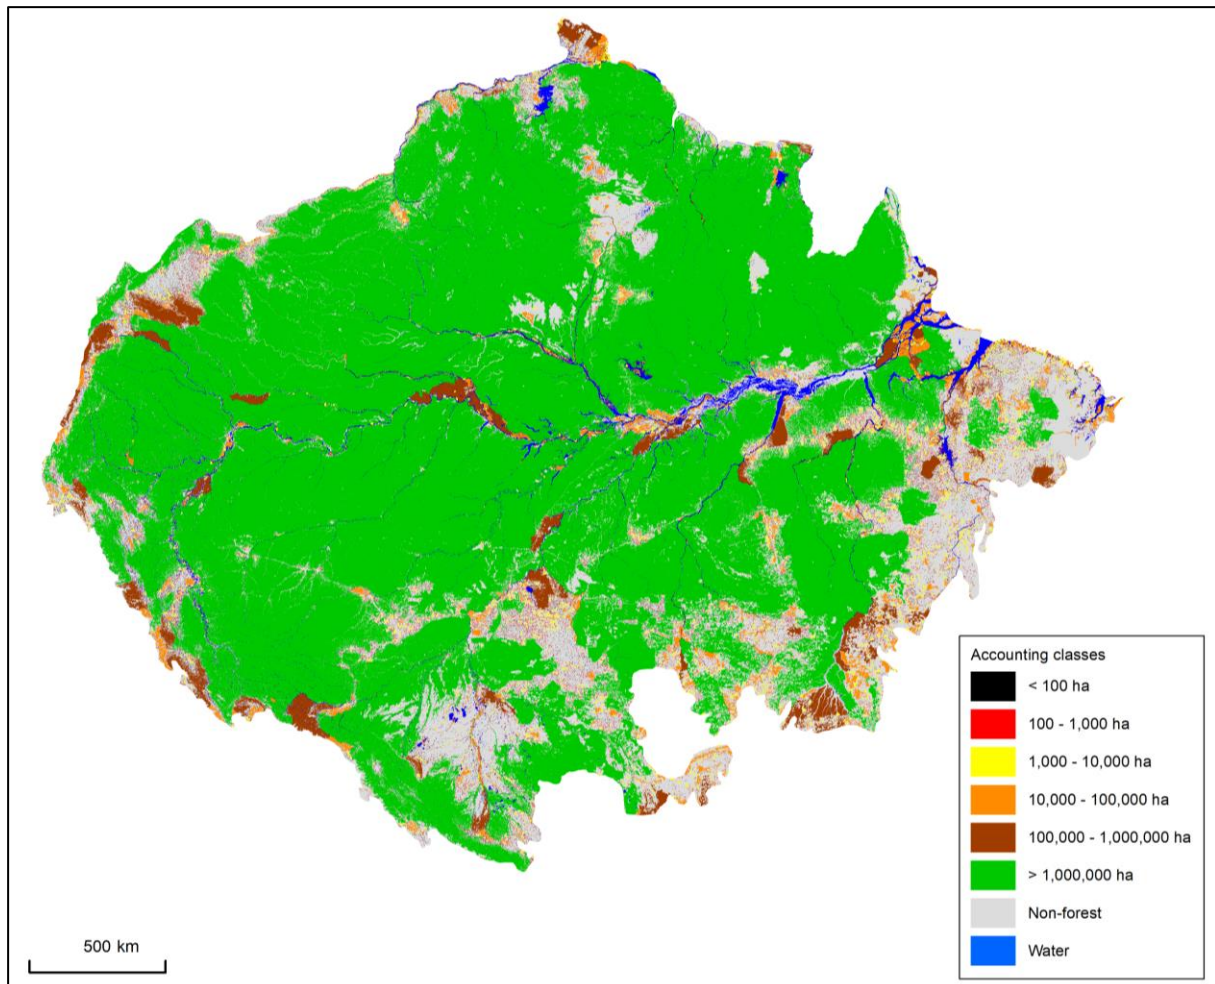 Accounting classes
< 100 ha
100 - 1,000 ha
1,000 - 10,000 ha
10,000 - 100,000 ha
100,000 - 1,000,000 ha
> 1,000,000 ha
Non-forest
Water
500 km